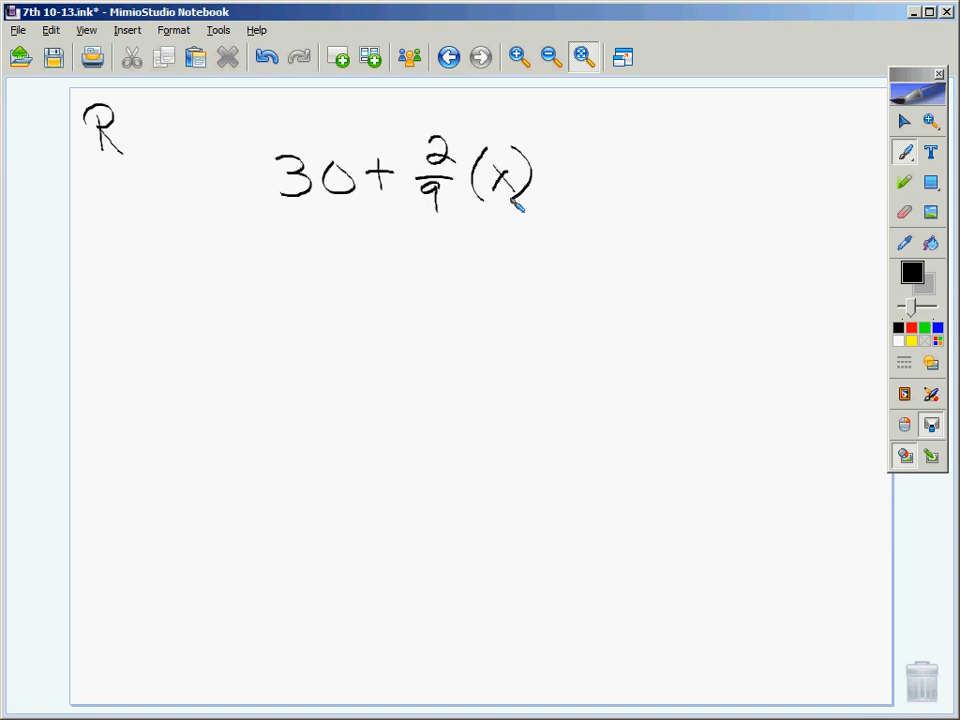 7th 10-13.ink* - MimioStudio Notebook
File Edit View Insert Format Tools Help
R
30 + 2/9 (x)
T